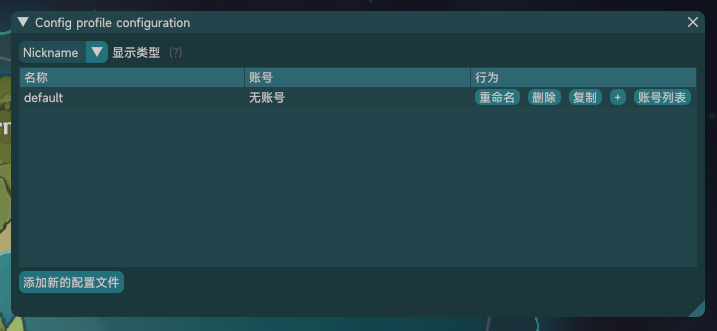 Config profile configuration
Nickname 显示类型 (?)
名称 账号 行为
default 无账号 重命名 删除 复制 + 账号列表
添加新的配置文件